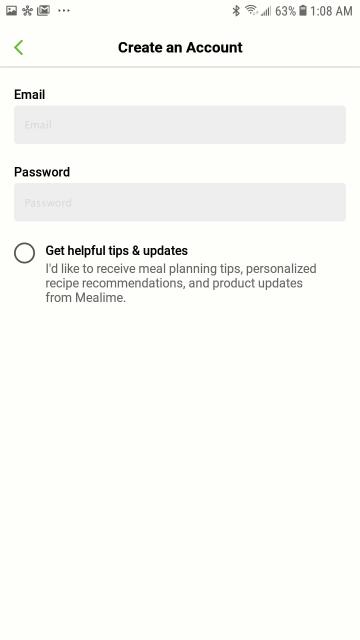 63% 1:08 AM
Create an Account
Email
Email
Password
Password
Get helpful tips & updates
I'd like to receive meal planning tips, personalized
recipe recommendations, and product updates
from Mealime.